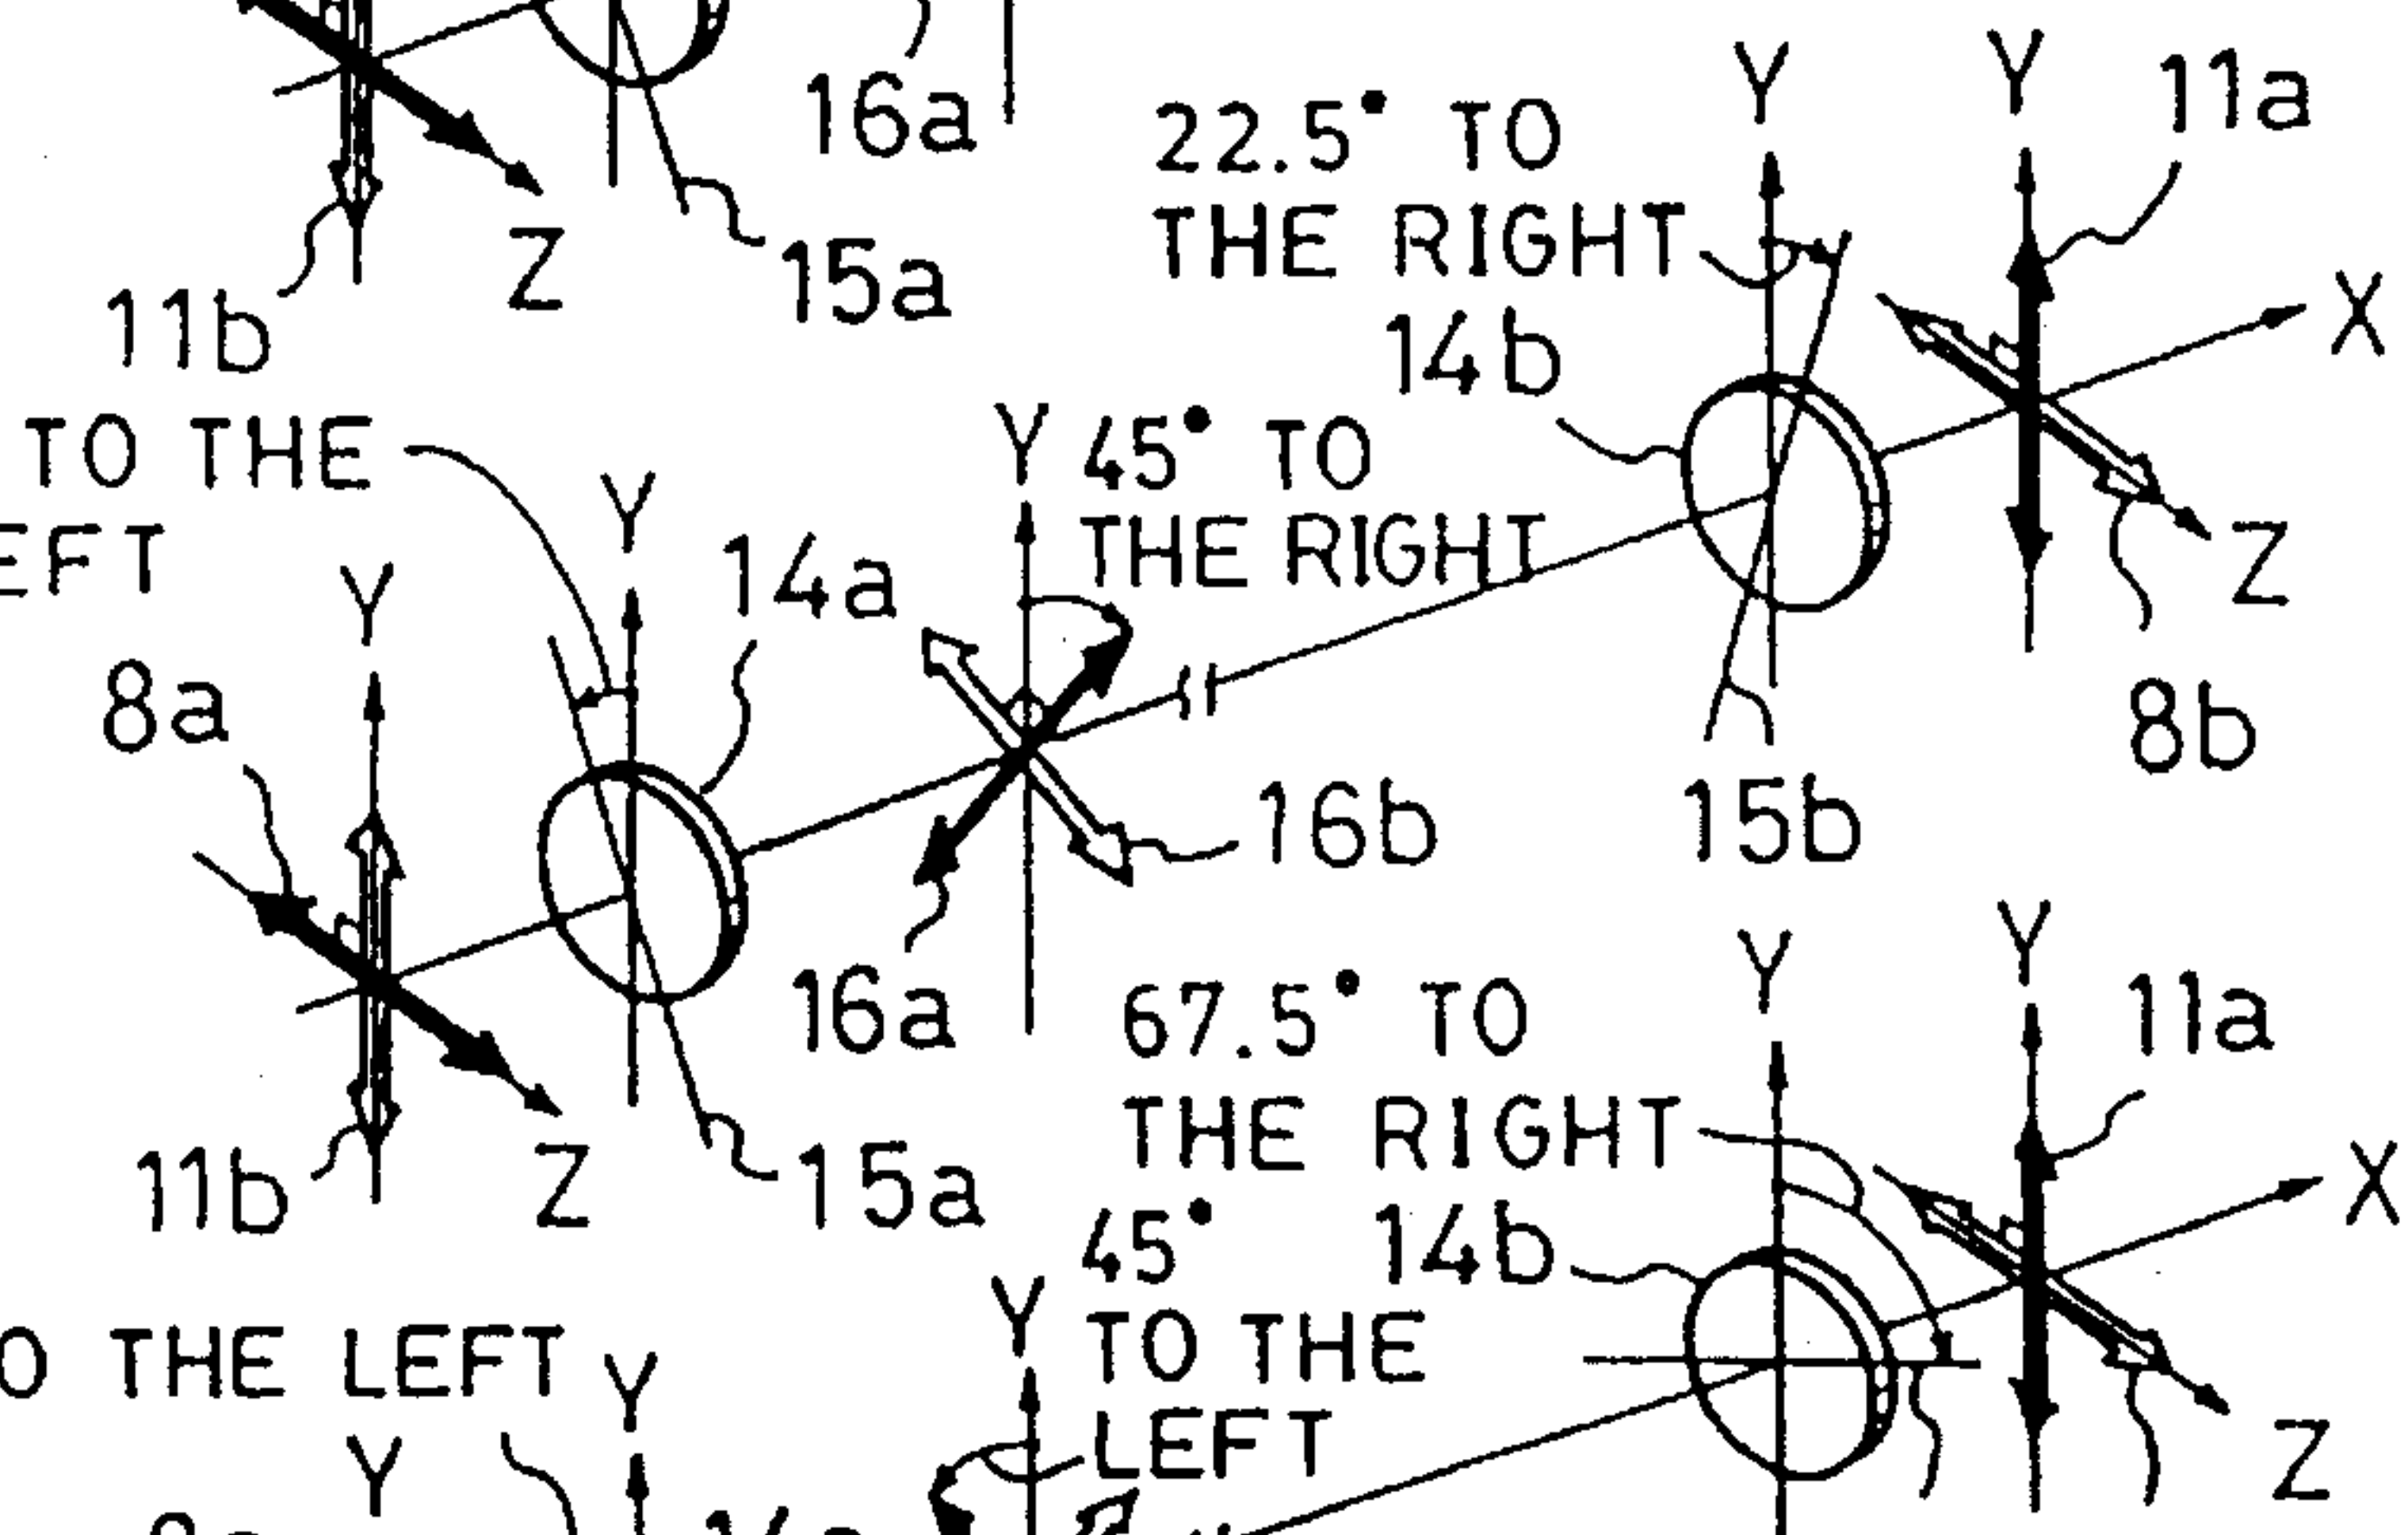 16a
Y
Y
11a
22.5° TO
THE RIGHT
Z
15a
11b
14b
X
TO THE
Y
45° TO
THE RIGHT
Y
14a
Y
Z
8a
8b
16b
15b
16a
Y
Y
67.5° TO
THE RIGHT
11a
11b
Z
15a
X
45°
14b
Y
TO THE
LEFT
TO THE LEFT
Y
Y
Z